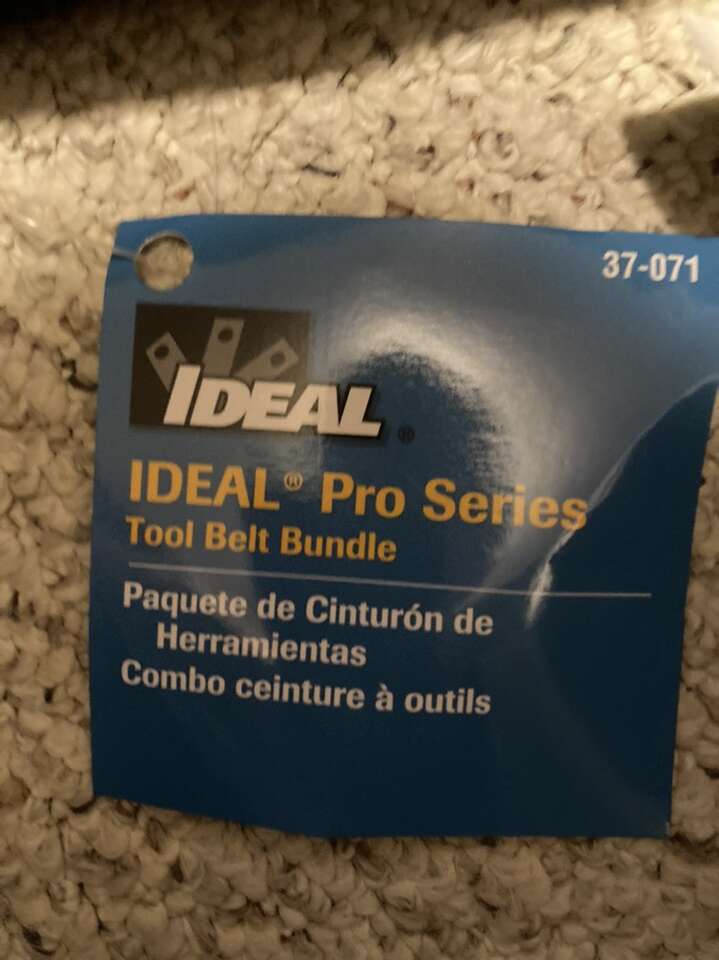 37-071
IDEAL®
IDEAL® Pro Series
Tool Belt Bundle
Paquete de Cinturón de
Herramientas
Combo ceinture à outils